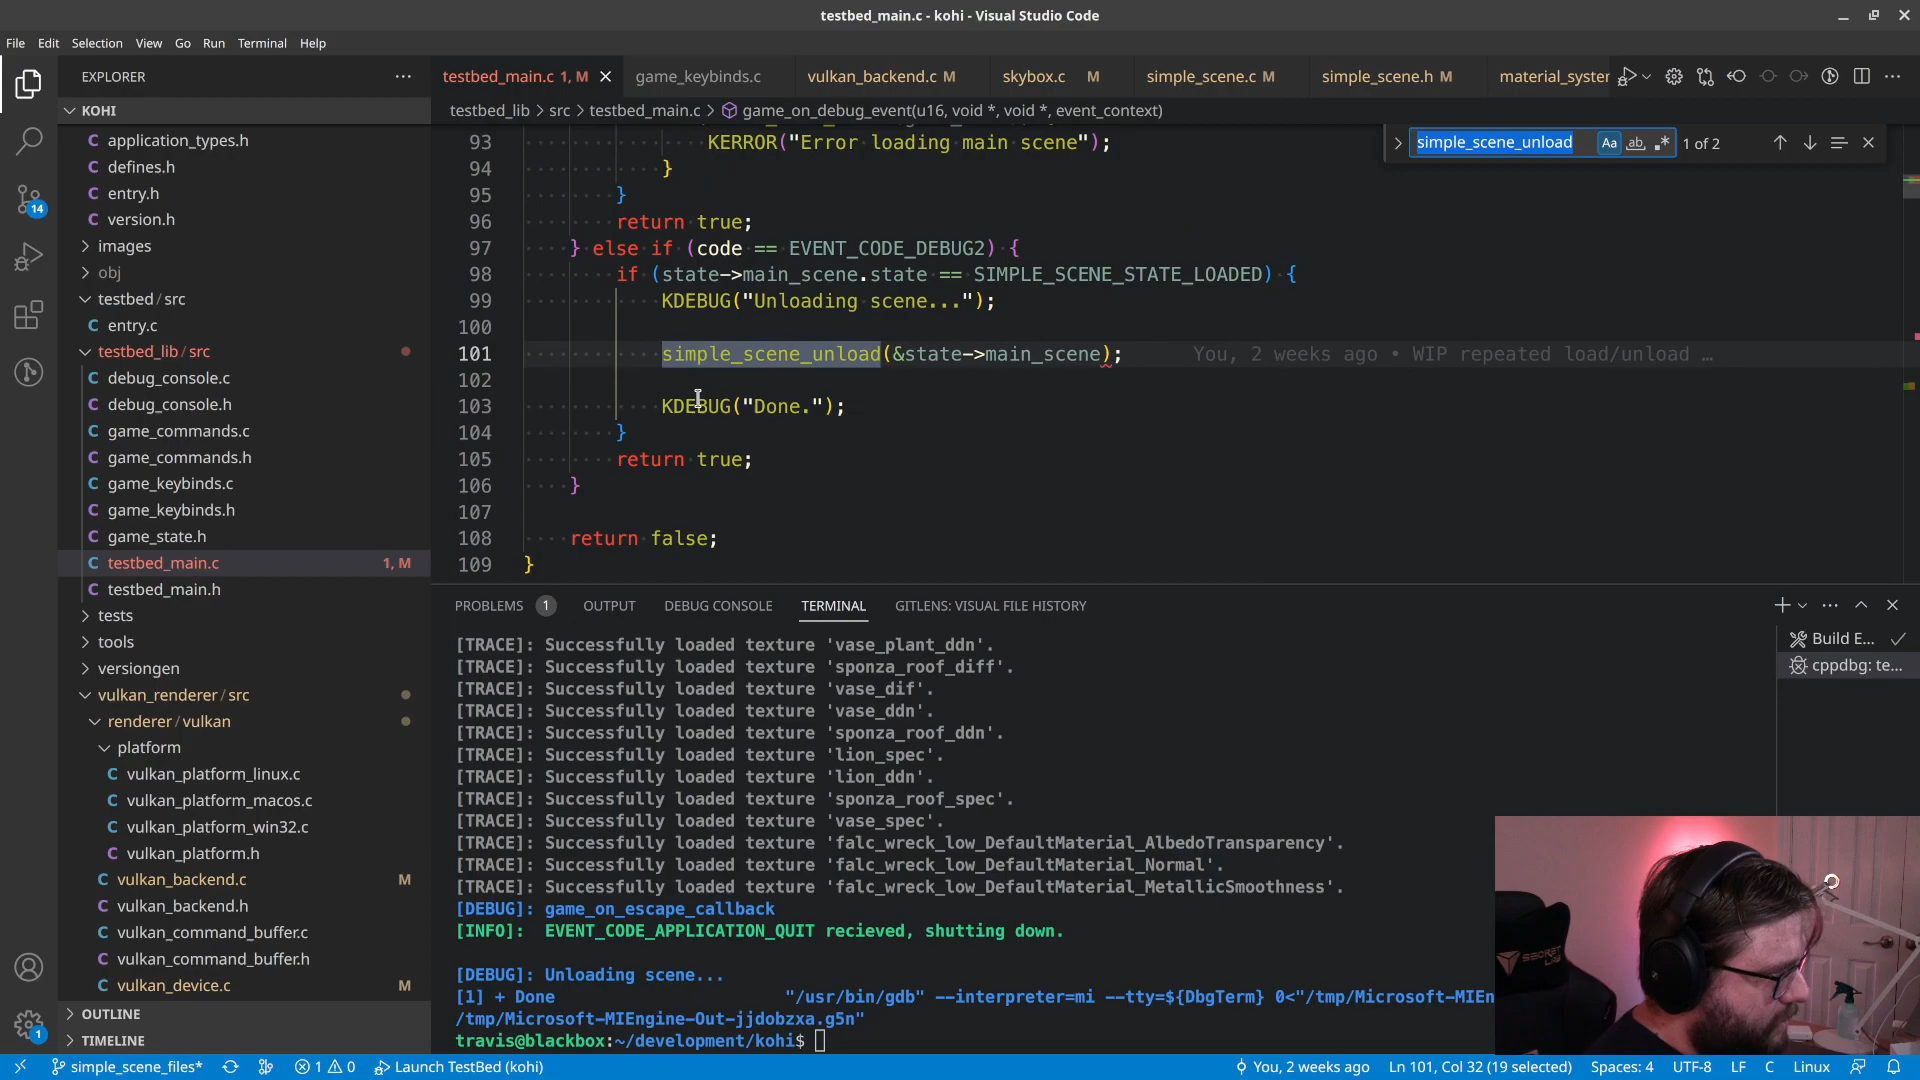 testbed_main.c - kohi - Visual Studio Code
File Edit Selection View Go Run Terminal Help
EXPLORER
KOHI
application_types.h
defines.h
entry.h
version.h
images
obj
testbed / src
entry.c
testbed_lib / src
debug_console.c
debug_console.h
game_commands.c
game_commands.h
game_keybinds.c
game_keybinds.h
game_state.h
testbed_main.c 1, M
testbed_main.h
tests
tools
versiongen
vulkan_renderer / src
renderer / vulkan
platform
vulkan_platform_linux.c
vulkan_platform_macos.c
vulkan_platform_win32.c
vulkan_platform.h
vulkan_backend.c M
vulkan_backend.h
vulkan_command_buffer.c
vulkan_command_buffer.h
vulkan_device.c M
OUTLINE
TIMELINE
14
1
testbed_main.c 1, M game_keybinds.c vulkan_backend.c M skybox.c M simple_scene.c M simple_scene.h M material_syster
testbed_lib > src > testbed_main.c > game_on_debug_event(u16, void *, void *, event_context)
simple_scene_unload Aa ab .* 1 of 2
93 KERROR("Error loading main scene");
94 }
95 }
96 return true;
97 } else if (code == EVENT_CODE_DEBUG2) {
98 if (state->main_scene.state == SIMPLE_SCENE_STATE_LOADED) {
99 KDEBUG("Unloading scene...");
100
101 simple_scene_unload(&state->main_scene); You, 2 weeks ago • WIP repeated load/unload …
102
103 KDEBUG("Done.");
104 }
105 return true;
106 }
107
108 return false;
109 }
PROBLEMS 1 OUTPUT DEBUG CONSOLE TERMINAL GITLENS: VISUAL FILE HISTORY
Build E...
cppdbg: te...
[TRACE]: Successfully loaded texture 'vase_plant_ddn'.
[TRACE]: Successfully loaded texture 'sponza_roof_diff'.
[TRACE]: Successfully loaded texture 'vase_dif'.
[TRACE]: Successfully loaded texture 'vase_ddn'.
[TRACE]: Successfully loaded texture 'sponza_roof_ddn'.
[TRACE]: Successfully loaded texture 'lion_spec'.
[TRACE]: Successfully loaded texture 'lion_ddn'.
[TRACE]: Successfully loaded texture 'sponza_roof_spec'.
[TRACE]: Successfully loaded texture 'vase_spec'.
[TRACE]: Successfully loaded texture 'falc_wreck_low_DefaultMaterial_AlbedoTransparency'.
[TRACE]: Successfully loaded texture 'falc_wreck_low_DefaultMaterial_Normal'.
[TRACE]: Successfully loaded texture 'falc_wreck_low_DefaultMaterial_MetallicSmoothness'.
[DEBUG]: game_on_escape_callback
[INFO]: EVENT_CODE_APPLICATION_QUIT recieved, shutting down.
[DEBUG]: Unloading scene...
[1] + Done "/usr/bin/gdb" --interpreter=mi --tty=${DbgTerm} 0<"/tmp/Microsoft-MIEn
/tmp/Microsoft-MIEngine-Out-jjdobzxa.g5n"
travis@blackbox:~/development/kohi$
SECRET LAB
simple_scene_files* 1 0 Launch TestBed (kohi) You, 2 weeks ago Ln 101, Col 32 (19 selected) Spaces: 4 UTF-8 LF C Linux